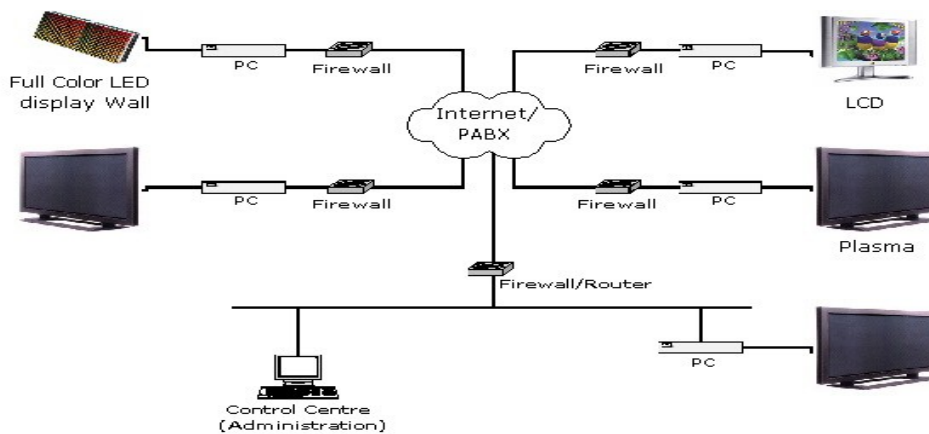 PC
Firewall
Firewall
PC
Full Color LED
display Wall
LCD
Internet/
PABX
PC
Firewall
Firewall
PC
Plasma
Firewall/Router
PC
Control Centre
(Administration)